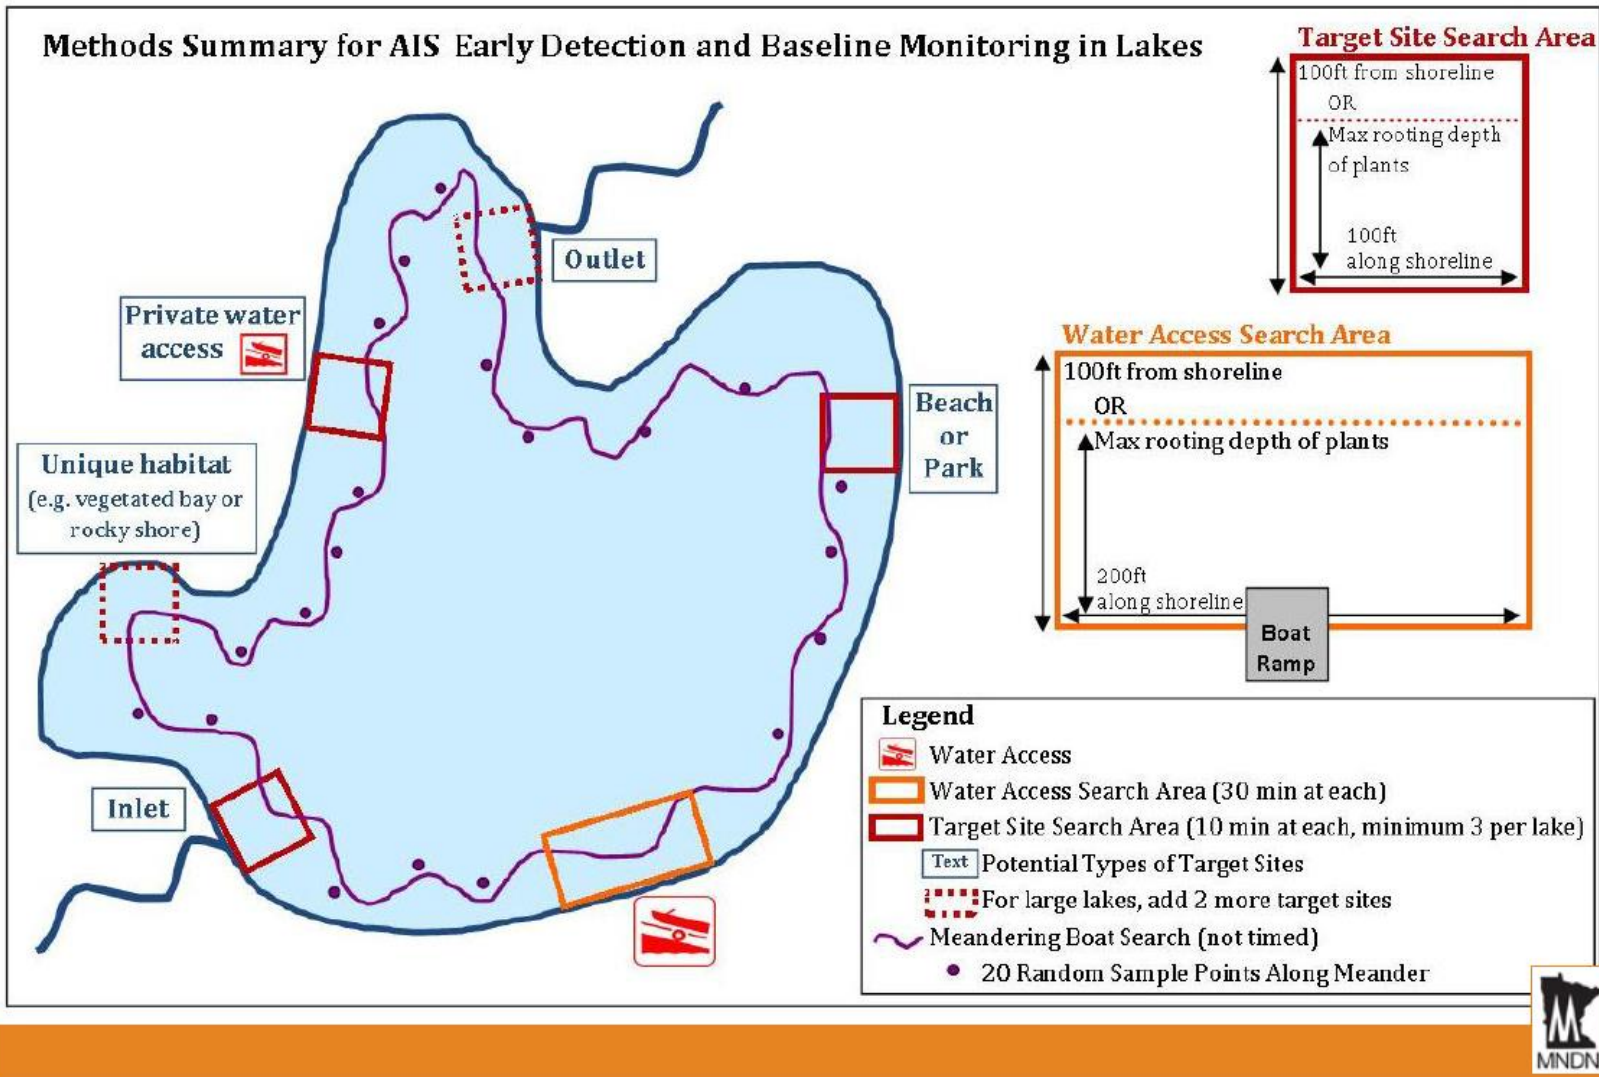 Methods Summary for AIS Early Detection and Baseline Monitoring in Lakes
Target Site Search Area
100ft from shoreline
OR
Max rooting depth
of plants
100ft
along shoreline
Outlet
Private water
access
Water Access Search Area
100ft from shoreline
OR
Max rooting depth of plants
200ft
along shoreline
Boat
Ramp
Beach
or
Park
Unique habitat
(e.g. vegetated bay or
rocky shore)
Inlet
Legend
Water Access
Water Access Search Area (30 min at each)
Target Site Search Area (10 min at each, minimum 3 per lake)
Text Potential Types of Target Sites
For large lakes, add 2 more target sites
Meandering Boat Search (not timed)
20 Random Sample Points Along Meander
M
MNDN